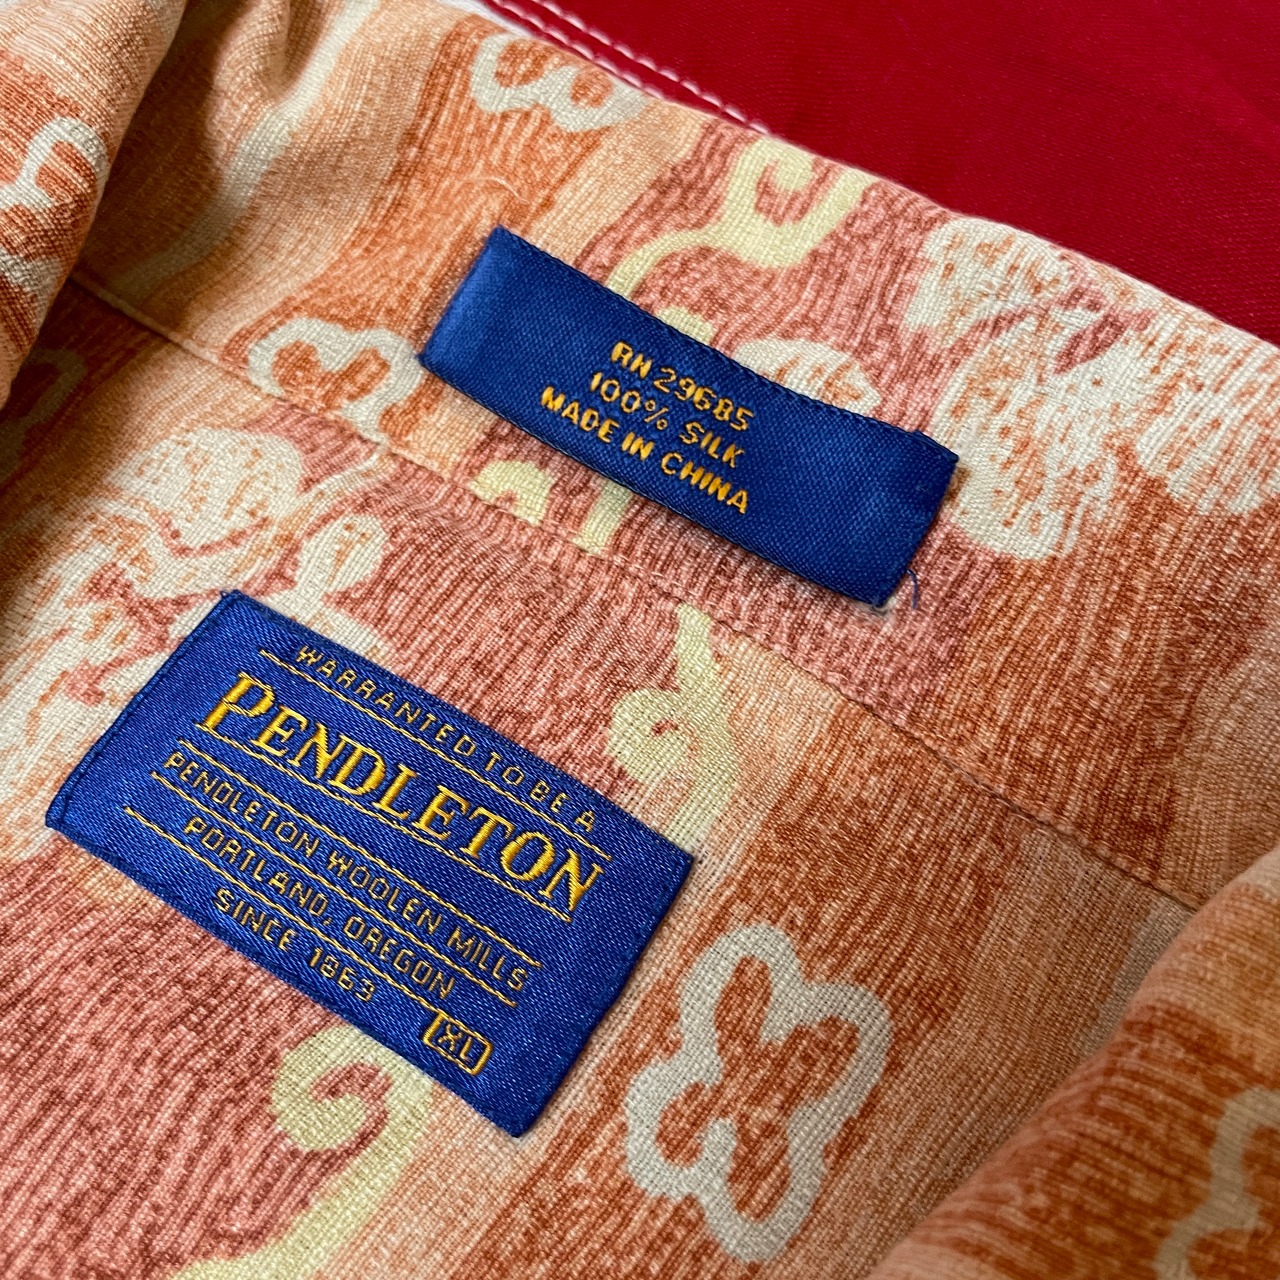 RN 29685
100% SILK
MADE IN CHINA
WARRANTED TO BE A
PENDLETON
PENDLETON WOOLEN MILLS
PORTLAND, OREGON
SINCE 1863
XL